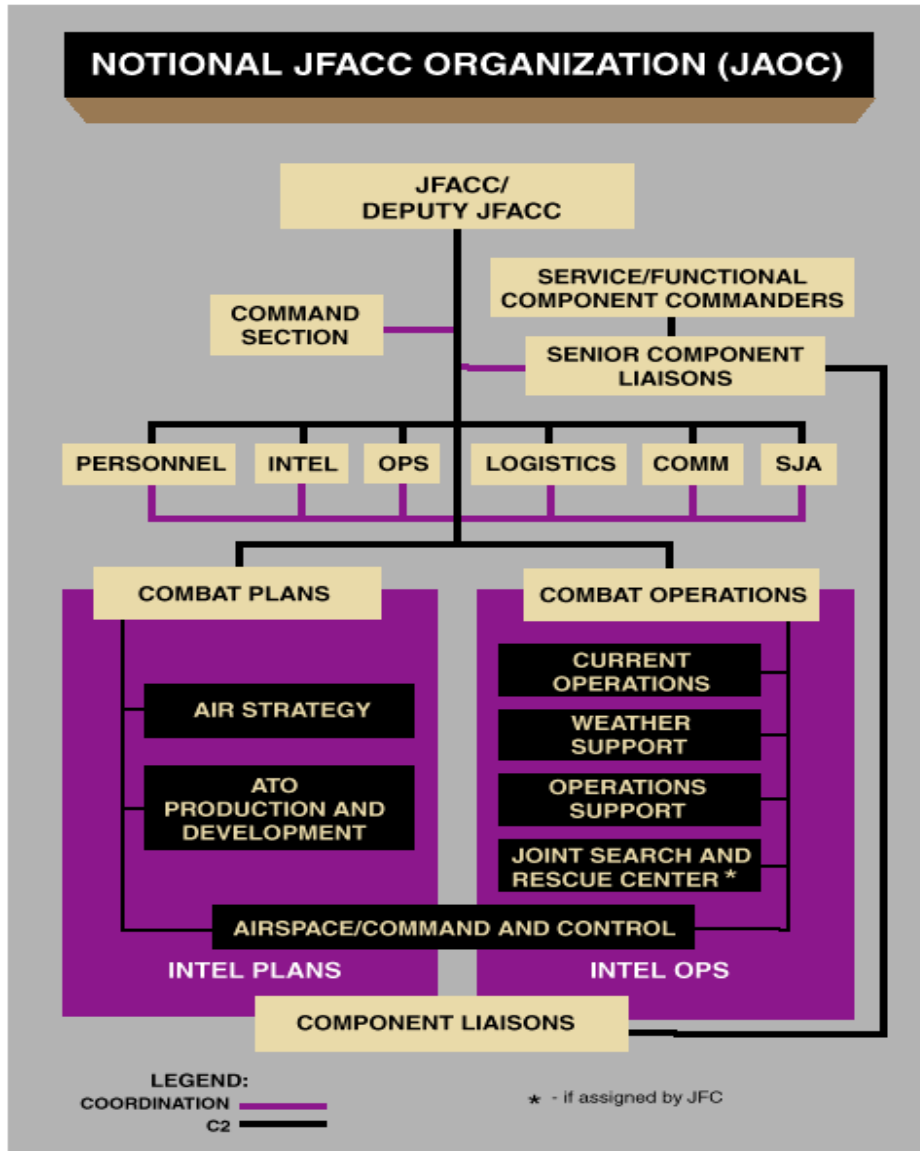 NOTIONAL JFACC ORGANIZATION (JAOC)
JFACC/
DEPUTY JFACC
SERVICE/FUNCTIONAL
COMPONENT COMMANDERS
COMMAND
SECTION
SENIOR COMPONENT
LIAISONS
PERSONNEL
INTEL
OPS
LOGISTICS
COMM
SJA
COMBAT PLANS
COMBAT OPERATIONS
AIR STRATEGY
ATO
PRODUCTION AND
DEVELOPMENT
CURRENT
OPERATIONS
WEATHER
SUPPORT
OPERATIONS
SUPPORT
JOINT SEARCH AND
RESCUE CENTER *
AIRSPACE/COMMAND AND CONTROL
INTEL PLANS
INTEL OPS
COMPONENT LIAISONS
LEGEND:
COORDINATION
C2
* - if assigned by JFC